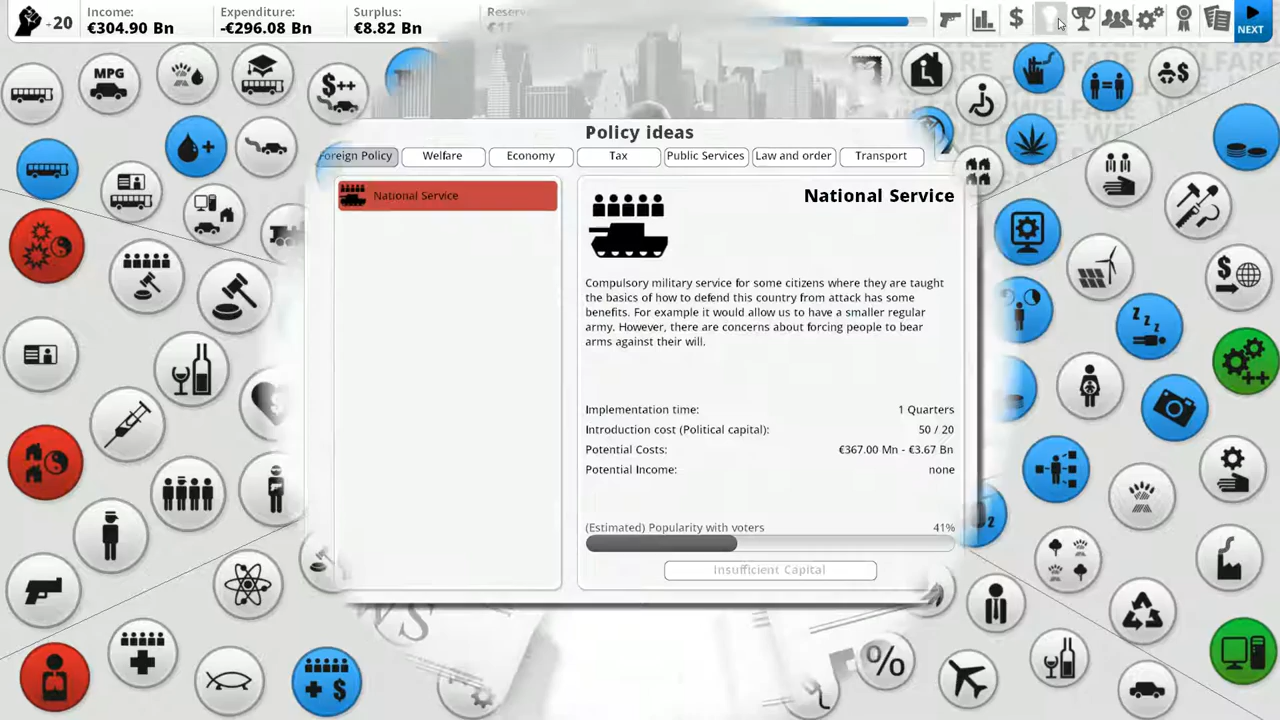 Income: Expenditure: Surplus: Reserv
+20 €304.90 Bn -€296.08 Bn €8.82 Bn
NEXT
MPG
$++
WELFARE
Policy ideas
Foreign Policy Welfare Economy Tax Public Services Law and order Transport
National Service
National Service
Compulsory military service for some citizens where they are taught
the basics of how to defend this country from attack has some
benefits. For example it would allow us to have a smaller regular
army. However, there are concerns about forcing people to bear
arms against their will.
Implementation time: 1 Quarters
Introduction cost (Political capital): 50 / 20
Potential Costs: €367.00 Mn - €3.67 Bn
Potential Income: none
(Estimated) Popularity with voters 41%
Insufficient Capital